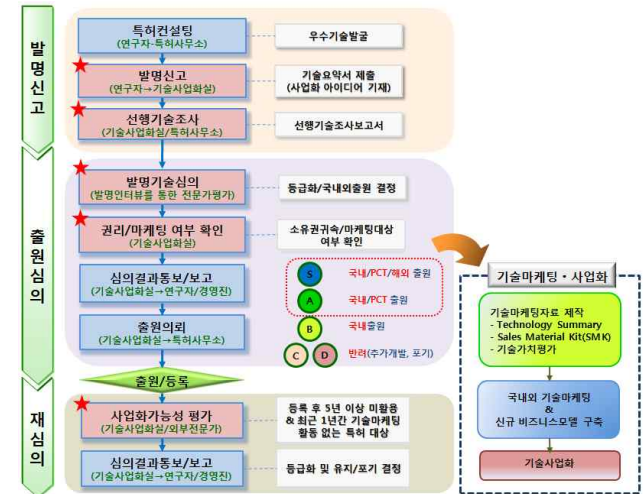 발명신고
특허컨설팅
(연구자-특허사무소)
우수기술발굴
발명신고
(연구자→기술사업화실)
기술요약서 제출
(사업화 아이디어 기재)
선행기술조사
(기술사업화실/특허사무소)
선행기술조사보고서
출원심의
발명기술심의
(발명인터뷰를 통한 전문가평가)
등급화/국내외출원 결정
권리/마케팅 여부 확인
(기술사업화실)
소유권귀속/마케팅대상
여부 확인
심의결과통보/보고
(기술사업화실→연구자/경영진)
S 국내/PCT/해외 출원
A 국내/PCT 출원
출원의뢰
(기술사업화실→특허사무소)
B 국내출원
C D 반려(추가개발, 포기)
출원/등록
재심의
사업화가능성 평가
(기술사업화실/외부전문가)
등록 후 5년 이상 미활용
& 최근 1년간 기술마케팅
활동 없는 특허 대상
심의결과통보/보고
(기술사업화실→연구자/경영진)
등급화 및 유지/포기 결정
기술마케팅·사업화
기술마케팅자료 제작
- Technology Summary
- Sales Material Kit(SMK)
- 기술가치평가
국내외 기술마케팅
&
신규 비즈니스모델 구축
기술사업화